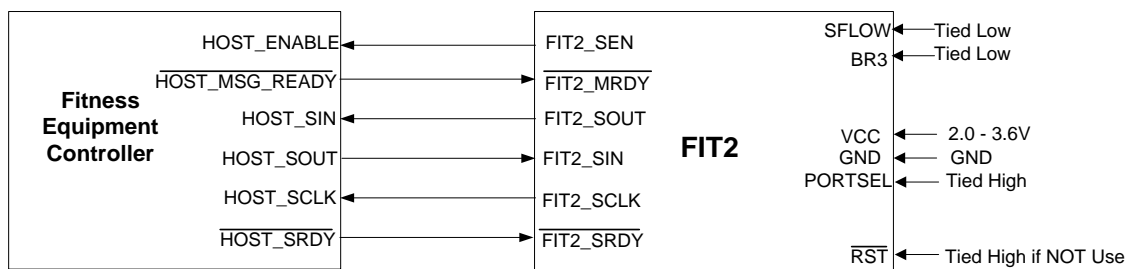 Fitness
Equipment
Controller
HOST_ENABLE
HOST_MSG_READY
HOST_SIN
HOST_SOUT
HOST_SCLK
HOST_SRDY
FIT2_SEN
FIT2_MRDY
FIT2_SOUT
FIT2_SIN
FIT2_SCLK
FIT2_SRDY
FIT2
SFLOW Tied Low
BR3 Tied Low
VCC 2.0 - 3.6V
GND GND
PORTSEL Tied High
RST Tied High if NOT Use